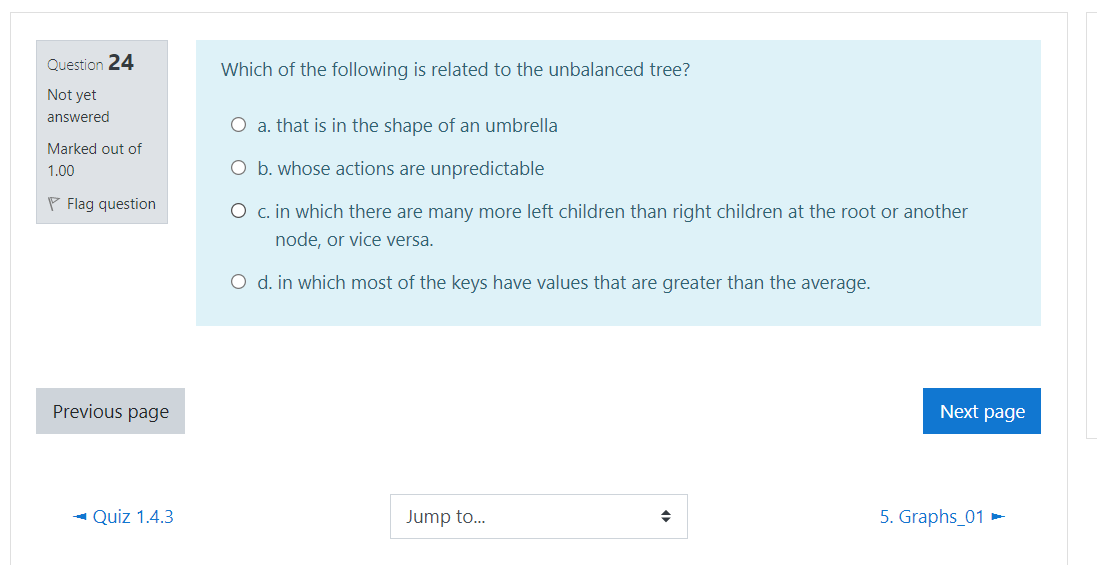 Question 24
Not yet
answered
Marked out of
1.00
Flag question
Which of the following is related to the unbalanced tree?
a. that is in the shape of an umbrella
b. whose actions are unpredictable
c. in which there are many more left children than right children at the root or another
node, or vice versa.
d. in which most of the keys have values that are greater than the average.
Previous page
Next page
◄ Quiz 1.4.3
Jump to...
5. Graphs_01 ►